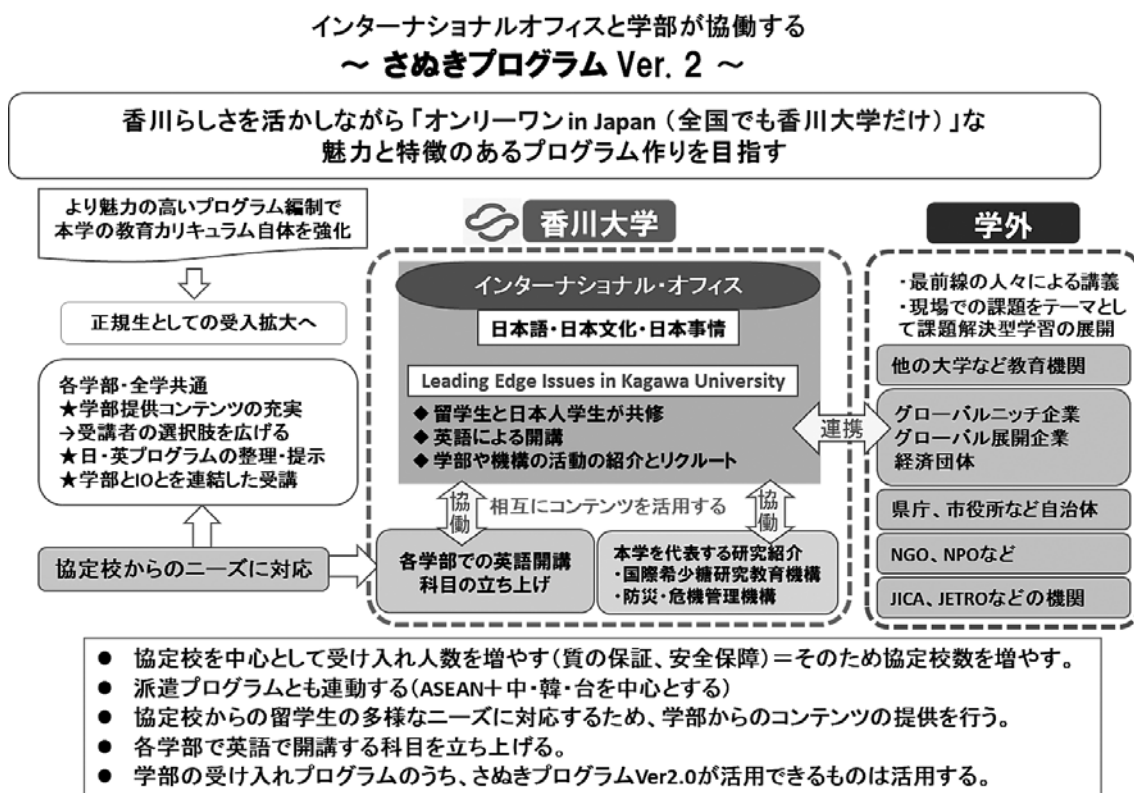 インターナショナルオフィスと学部が協働する
～ さぬきプログラム Ver. 2 ～
香川らしさを活かしながら「オンリーワン in Japan（全国でも香川大学だけ）」な
魅力と特徴のあるプログラム作りを目指す
より魅力の高いプログラム編制で
本学の教育カリキュラム自体を強化
正規生としての受入拡大へ
各学部・全学共通
★学部提供コンテンツの充実
→受講者の選択肢を広げる
★日・英プログラムの整理・提示
★学部とIOとを連結した受講
協定校からのニーズに対応
香川大学
インターナショナル・オフィス
日本語・日本文化・日本事情
Leading Edge Issues in Kagawa University
◆ 留学生と日本人学生が共修
◆ 英語による開講
◆ 学部や機構の活動の紹介とリクルート
協働
相互にコンテンツを活用する
協働
各学部での英語開講
科目の立ち上げ
本学を代表する研究紹介
・国際希少糖研究教育機構
・防災・危機管理機構
連携
学外
・最前線の人々による講義
・現場での課題をテーマとし
て課題解決型学習の展開
他の大学など教育機関
グローバルニッチ企業
グローバル展開企業
経済団体
県庁、市役所など自治体
NGO、NPOなど
JICA、JETROなどの機関
● 協定校を中心として受け入れ人数を増やす（質の保証、安全保障）＝そのため協定校数を増やす。
● 派遣プログラムとも連動する（ASEAN＋中・韓・台を中心とする）
● 協定校からの留学生の多様なニーズに対応するため、学部からのコンテンツの提供を行う。
● 各学部で英語で開講する科目を立ち上げる。
● 学部の受け入れプログラムのうち、さぬきプログラムVer2.0が活用できるものは活用する。